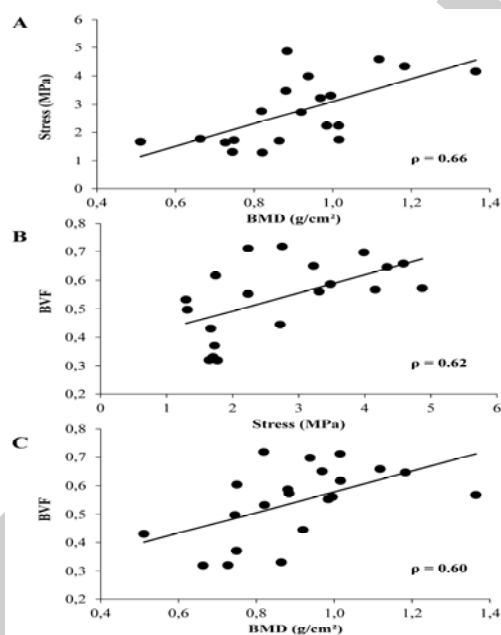 A
Stress (MPa)
6
5
4
3
2
1
0
0,4 0,6 0,8 1,0 1,2 1,4
BMD (g/cm²)
ρ = 0.66
B
BVF
0,8
0,7
0,6
0,5
0,4
0,3
0,2
0 1 2 3 4 5 6
Stress (MPa)
ρ = 0.62
C
BVF
0,8
0,7
0,6
0,5
0,4
0,3
0,2
0,4 0,6 0,8 1,0 1,2 1,4
BMD (g/cm²)
ρ = 0.60